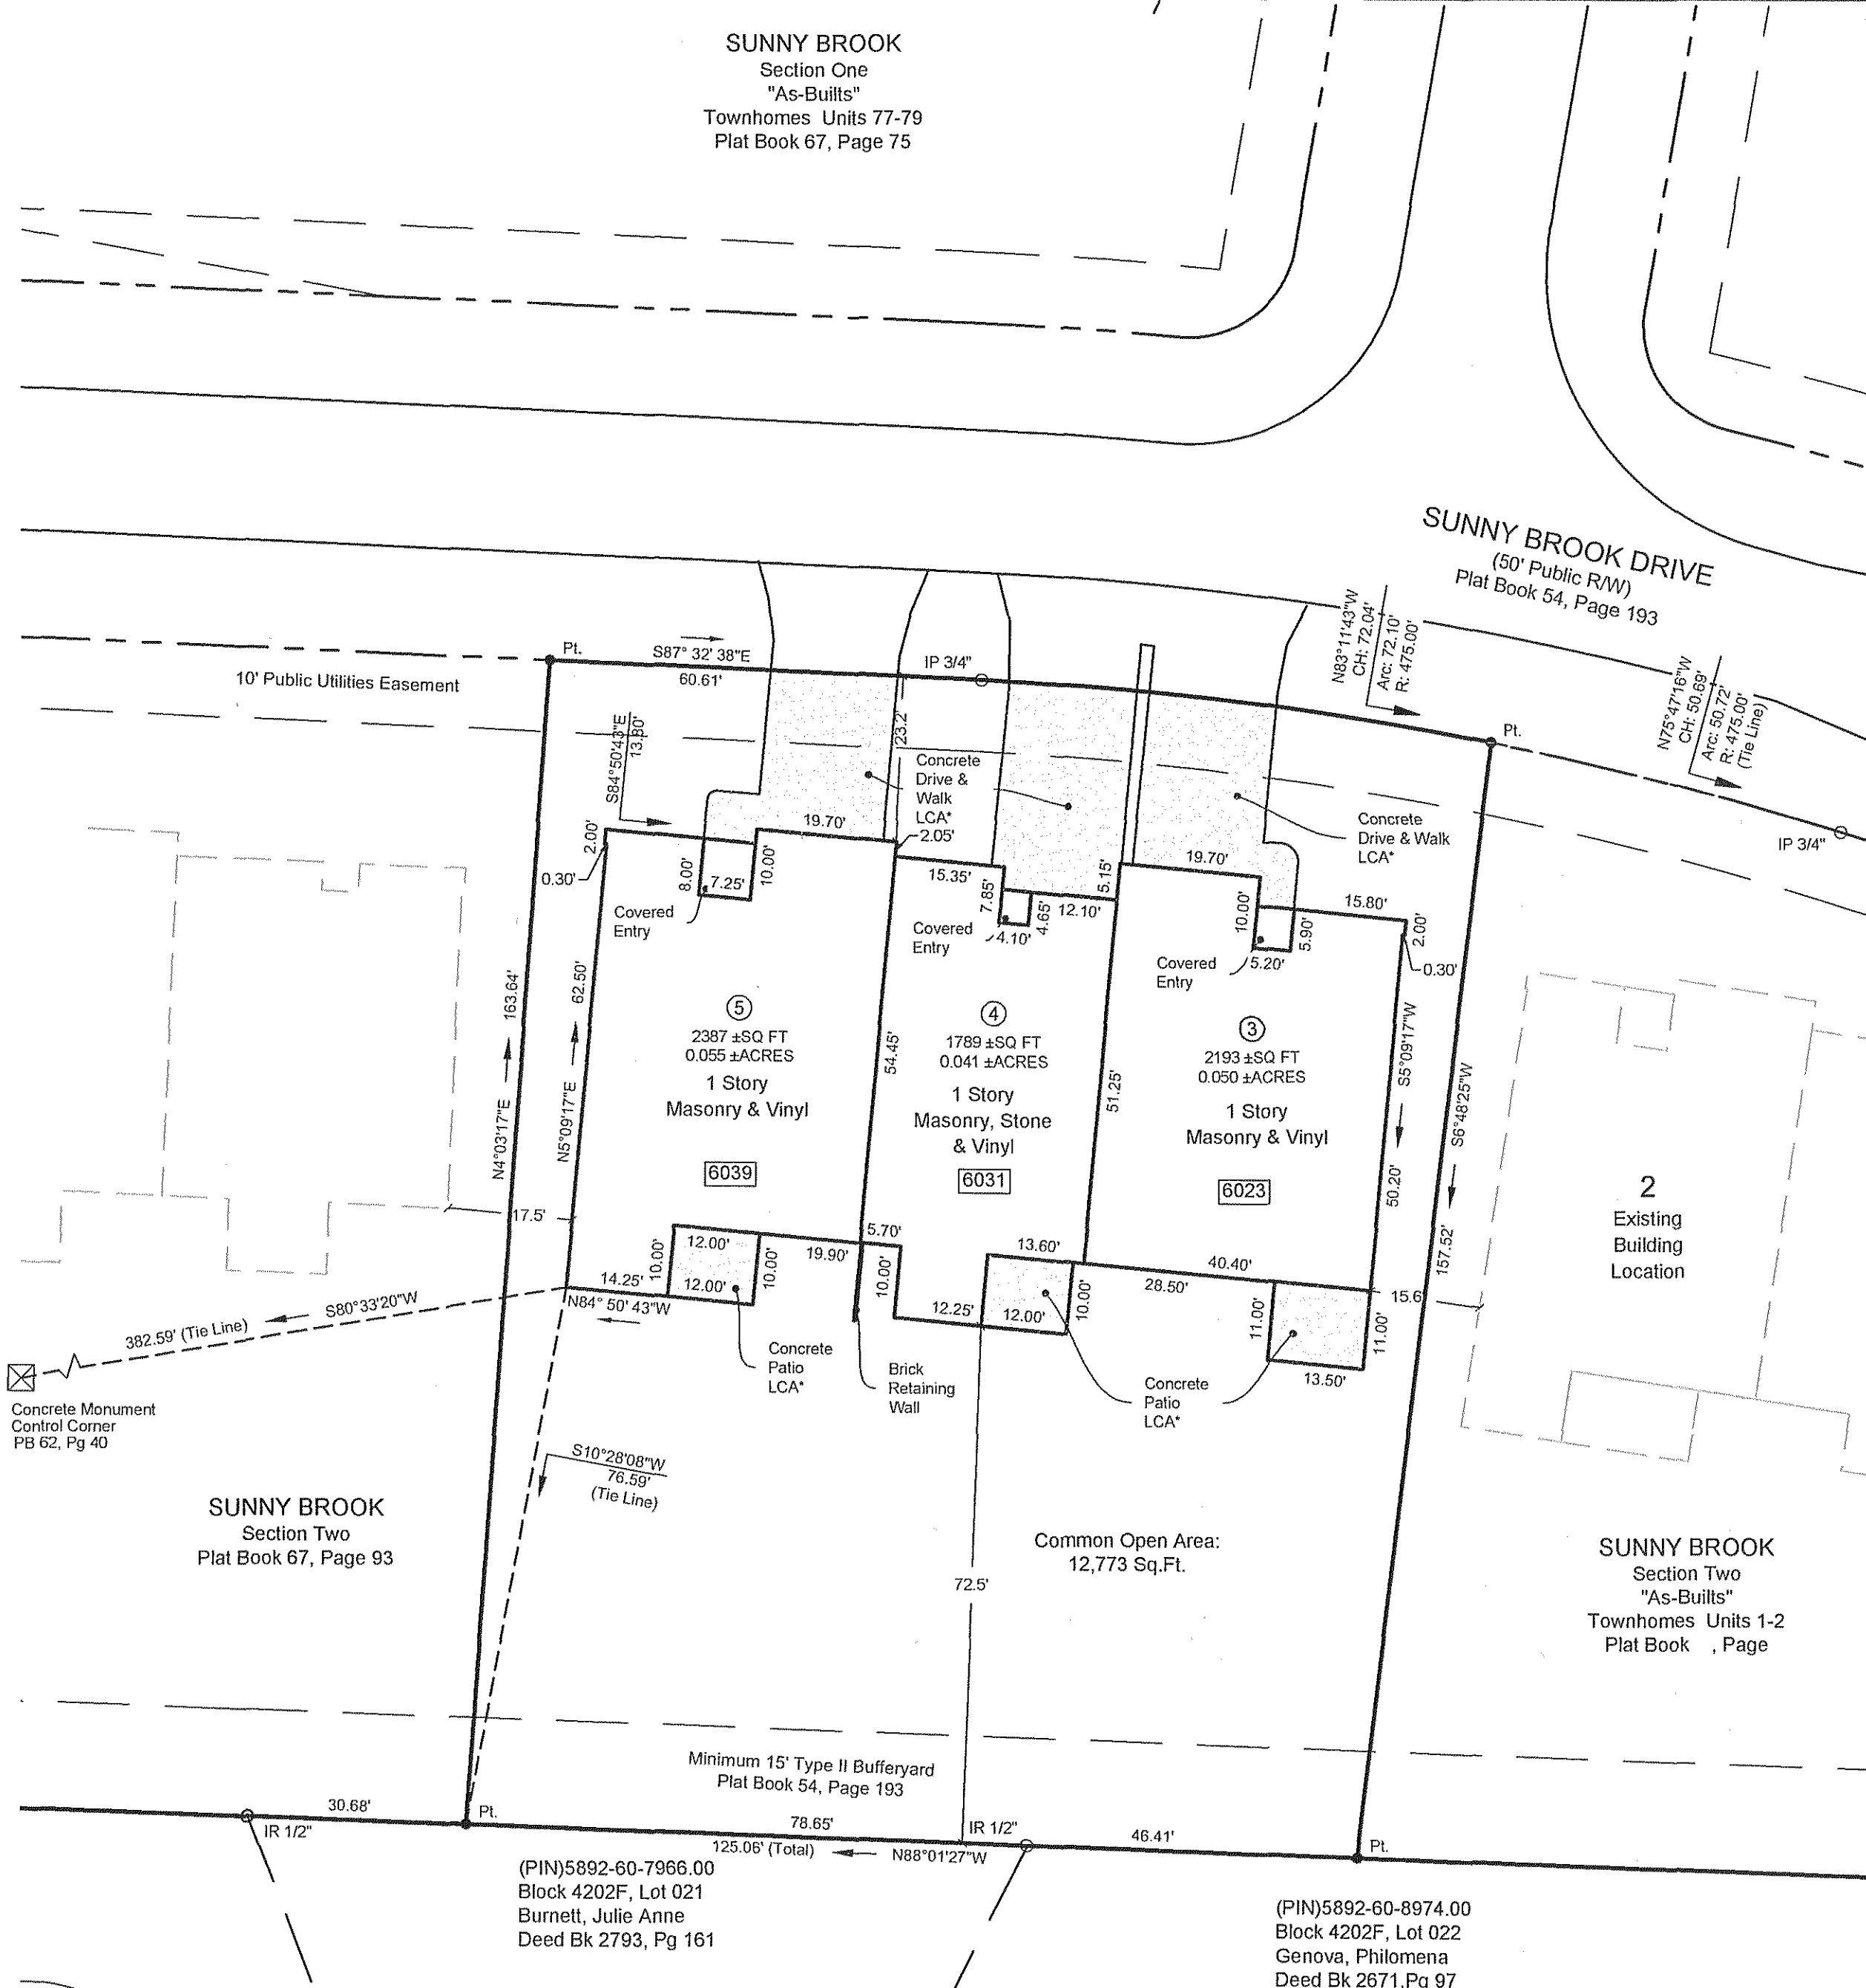 SUNNY BROOK
Section One
"As-Builts"
Townhomes Units 77-79
Plat Book 67, Page 75
SUNNY BROOK DRIVE
(50' Public R/W)
Plat Book 54, Page 193
N83°11'43"W
CH: 72.04'
Arc: 72.10'
R: 475.00'
N75°47'16"W
CH: 50.69'
Arc: 50.72'
R: 475.00'
(Tie Line)
Pt.
S87° 32' 38"E
60.61'
IP 3/4"
Pt.
IP 3/4"
10' Public Utilities Easement
S84°50'43"E
13.80'
23.2'
Concrete
Drive &
Walk
LCA*
Concrete
Drive & Walk
LCA*
2.00'
0.30'
19.70'
2.05'
8.00'
7.25'
10.00'
Covered
Entry
15.35'
7.85'
4.10'
4.65'
12.10'
5.15'
Covered
Entry
19.70'
10.00'
5.20'
5.90'
15.80'
2.00'
0.30'
Covered
Entry
163.64'
N4°03'17"E
62.50'
N5°09'17"E
5
2387 ±SQ FT
0.055 ±ACRES
1 Story
Masonry & Vinyl
6039
54.45'
4
1789 ±SQ FT
0.041 ±ACRES
1 Story
Masonry, Stone
& Vinyl
6031
51.25'
3
2193 ±SQ FT
0.050 ±ACRES
1 Story
Masonry & Vinyl
6023
S5°09'17"W
50.20'
S6°48'25"W
157.52'
2
Existing
Building
Location
17.5'
12.00'
10.00'
10.00'
19.90'
14.25'
12.00'
N84° 50' 43"W
5.70'
10.00'
12.25'
13.60'
12.00'
10.00'
40.40'
28.50'
11.00'
11.00'
13.50'
15.6
S80°33'20"W
382.59' (Tie Line)
Concrete Monument
Control Corner
PB 62, Pg 40
Concrete
Patio
LCA*
Brick
Retaining
Wall
Concrete
Patio
LCA*
S10°28'08"W
76.59'
(Tie Line)
SUNNY BROOK
Section Two
Plat Book 67, Page 93
Common Open Area:
12,773 Sq.Ft.
72.5'
SUNNY BROOK
Section Two
"As-Builts"
Townhomes Units 1-2
Plat Book , Page
Minimum 15' Type II Bufferyard
Plat Book 54, Page 193
30.68'
IR 1/2"
Pt.
78.65'
125.06' (Total)
N88°01'27"W
IR 1/2"
46.41'
Pt.
(PIN)5892-60-7966.00
Block 4202F, Lot 021
Burnett, Julie Anne
Deed Bk 2793, Pg 161
(PIN)5892-60-8974.00
Block 4202F, Lot 022
Genova, Philomena
Deed Bk 2671,Pg 97